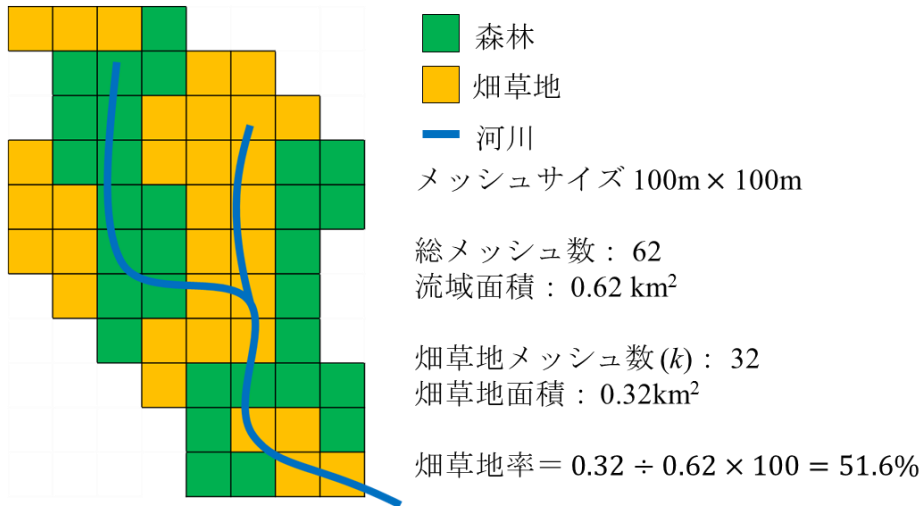 森林
畑草地
河川
メッシュサイズ 100m × 100m
総メッシュ数： 62
流域面積： 0.62 km²
畑草地メッシュ数(k)： 32
畑草地面積： 0.32km²
畑草地率＝ 0.32 ÷ 0.62 × 100 = 51.6%